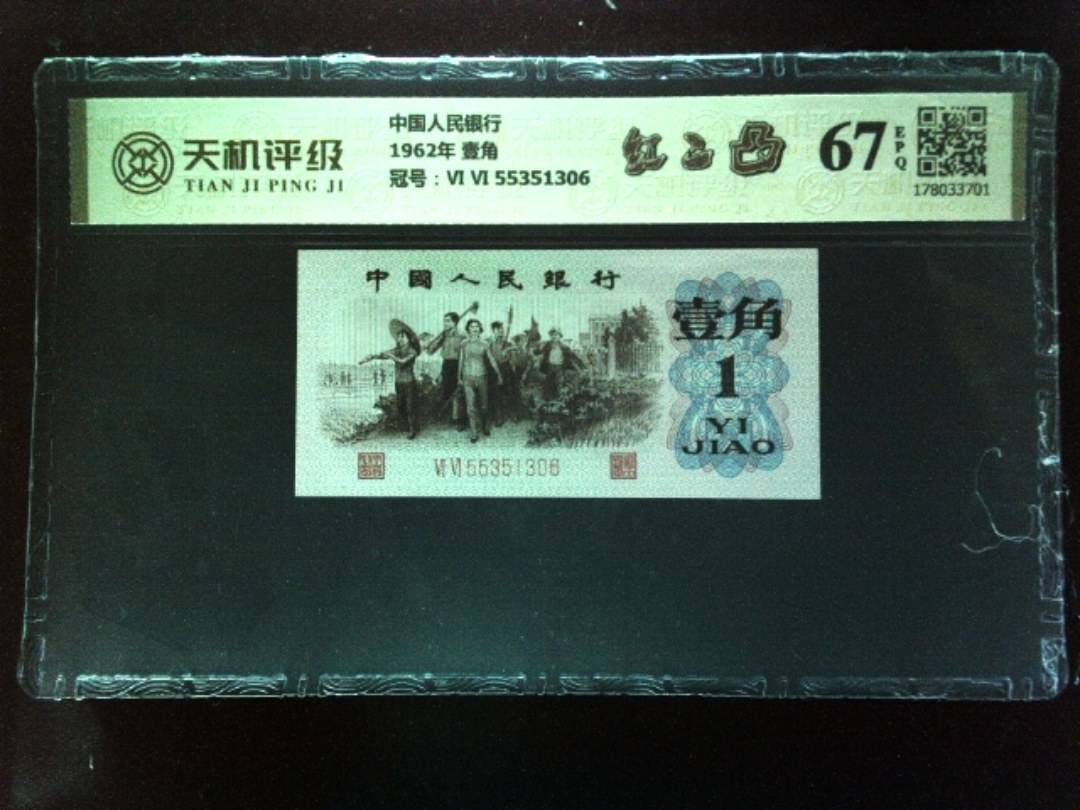 天机评级
TIAN JI PING JI
中国人民银行
1962年 壹角
冠号：VI VI 55351306
红二凸
67
EPQ
178033701
中國人民銀行
壹角
1
YI
JIAO
VI VI 55351306